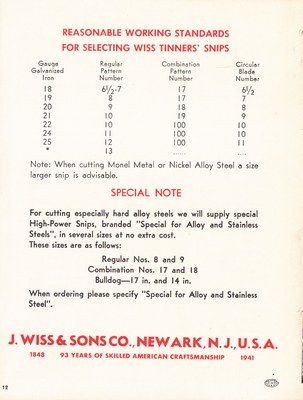 REASONABLE WORKING STANDARDS
FOR SELECTING WISS TINNERS' SNIPS
Gauge Regular Combination Circular
Galvanized Pattern Pattern Blade
Iron Number Number Number
18 6½-7 17 6½
19 8 17 7
20 9 18 8
21 10 19 9
22 10 100 10
24 11 100 10
25 12 100 11
* 13 ...... ....
Note: When cutting Monel Metal or Nickel Alloy Steel a size
larger snip is advisable.
SPECIAL NOTE
For cutting especially hard alloy steels we will supply special
High-Power Snips, branded "Special for Alloy and Stainless
Steels", in several sizes at no extra cost.
These sizes are as follows:
Regular Nos. 8 and 9
Combination Nos. 17 and 18
Bulldog—17 in. and 14 in.
When ordering please specify "Special for Alloy and Stainless
Steel".
J. WISS & SONS CO., NEWARK, N.J., U.S.A.
1848 93 YEARS OF SKILLED AMERICAN CRAFTSMANSHIP 1941